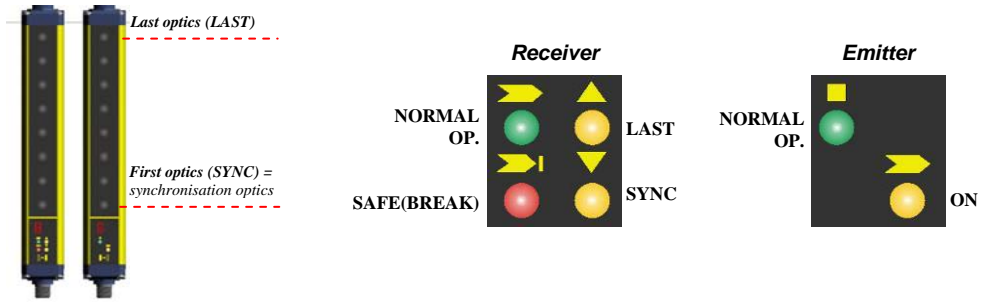 Last optics (LAST)
First optics (SYNC) =
synchronisation optics
Receiver
NORMAL
OP.
LAST
SAFE(BREAK)
SYNC
Emitter
NORMAL
OP.
ON